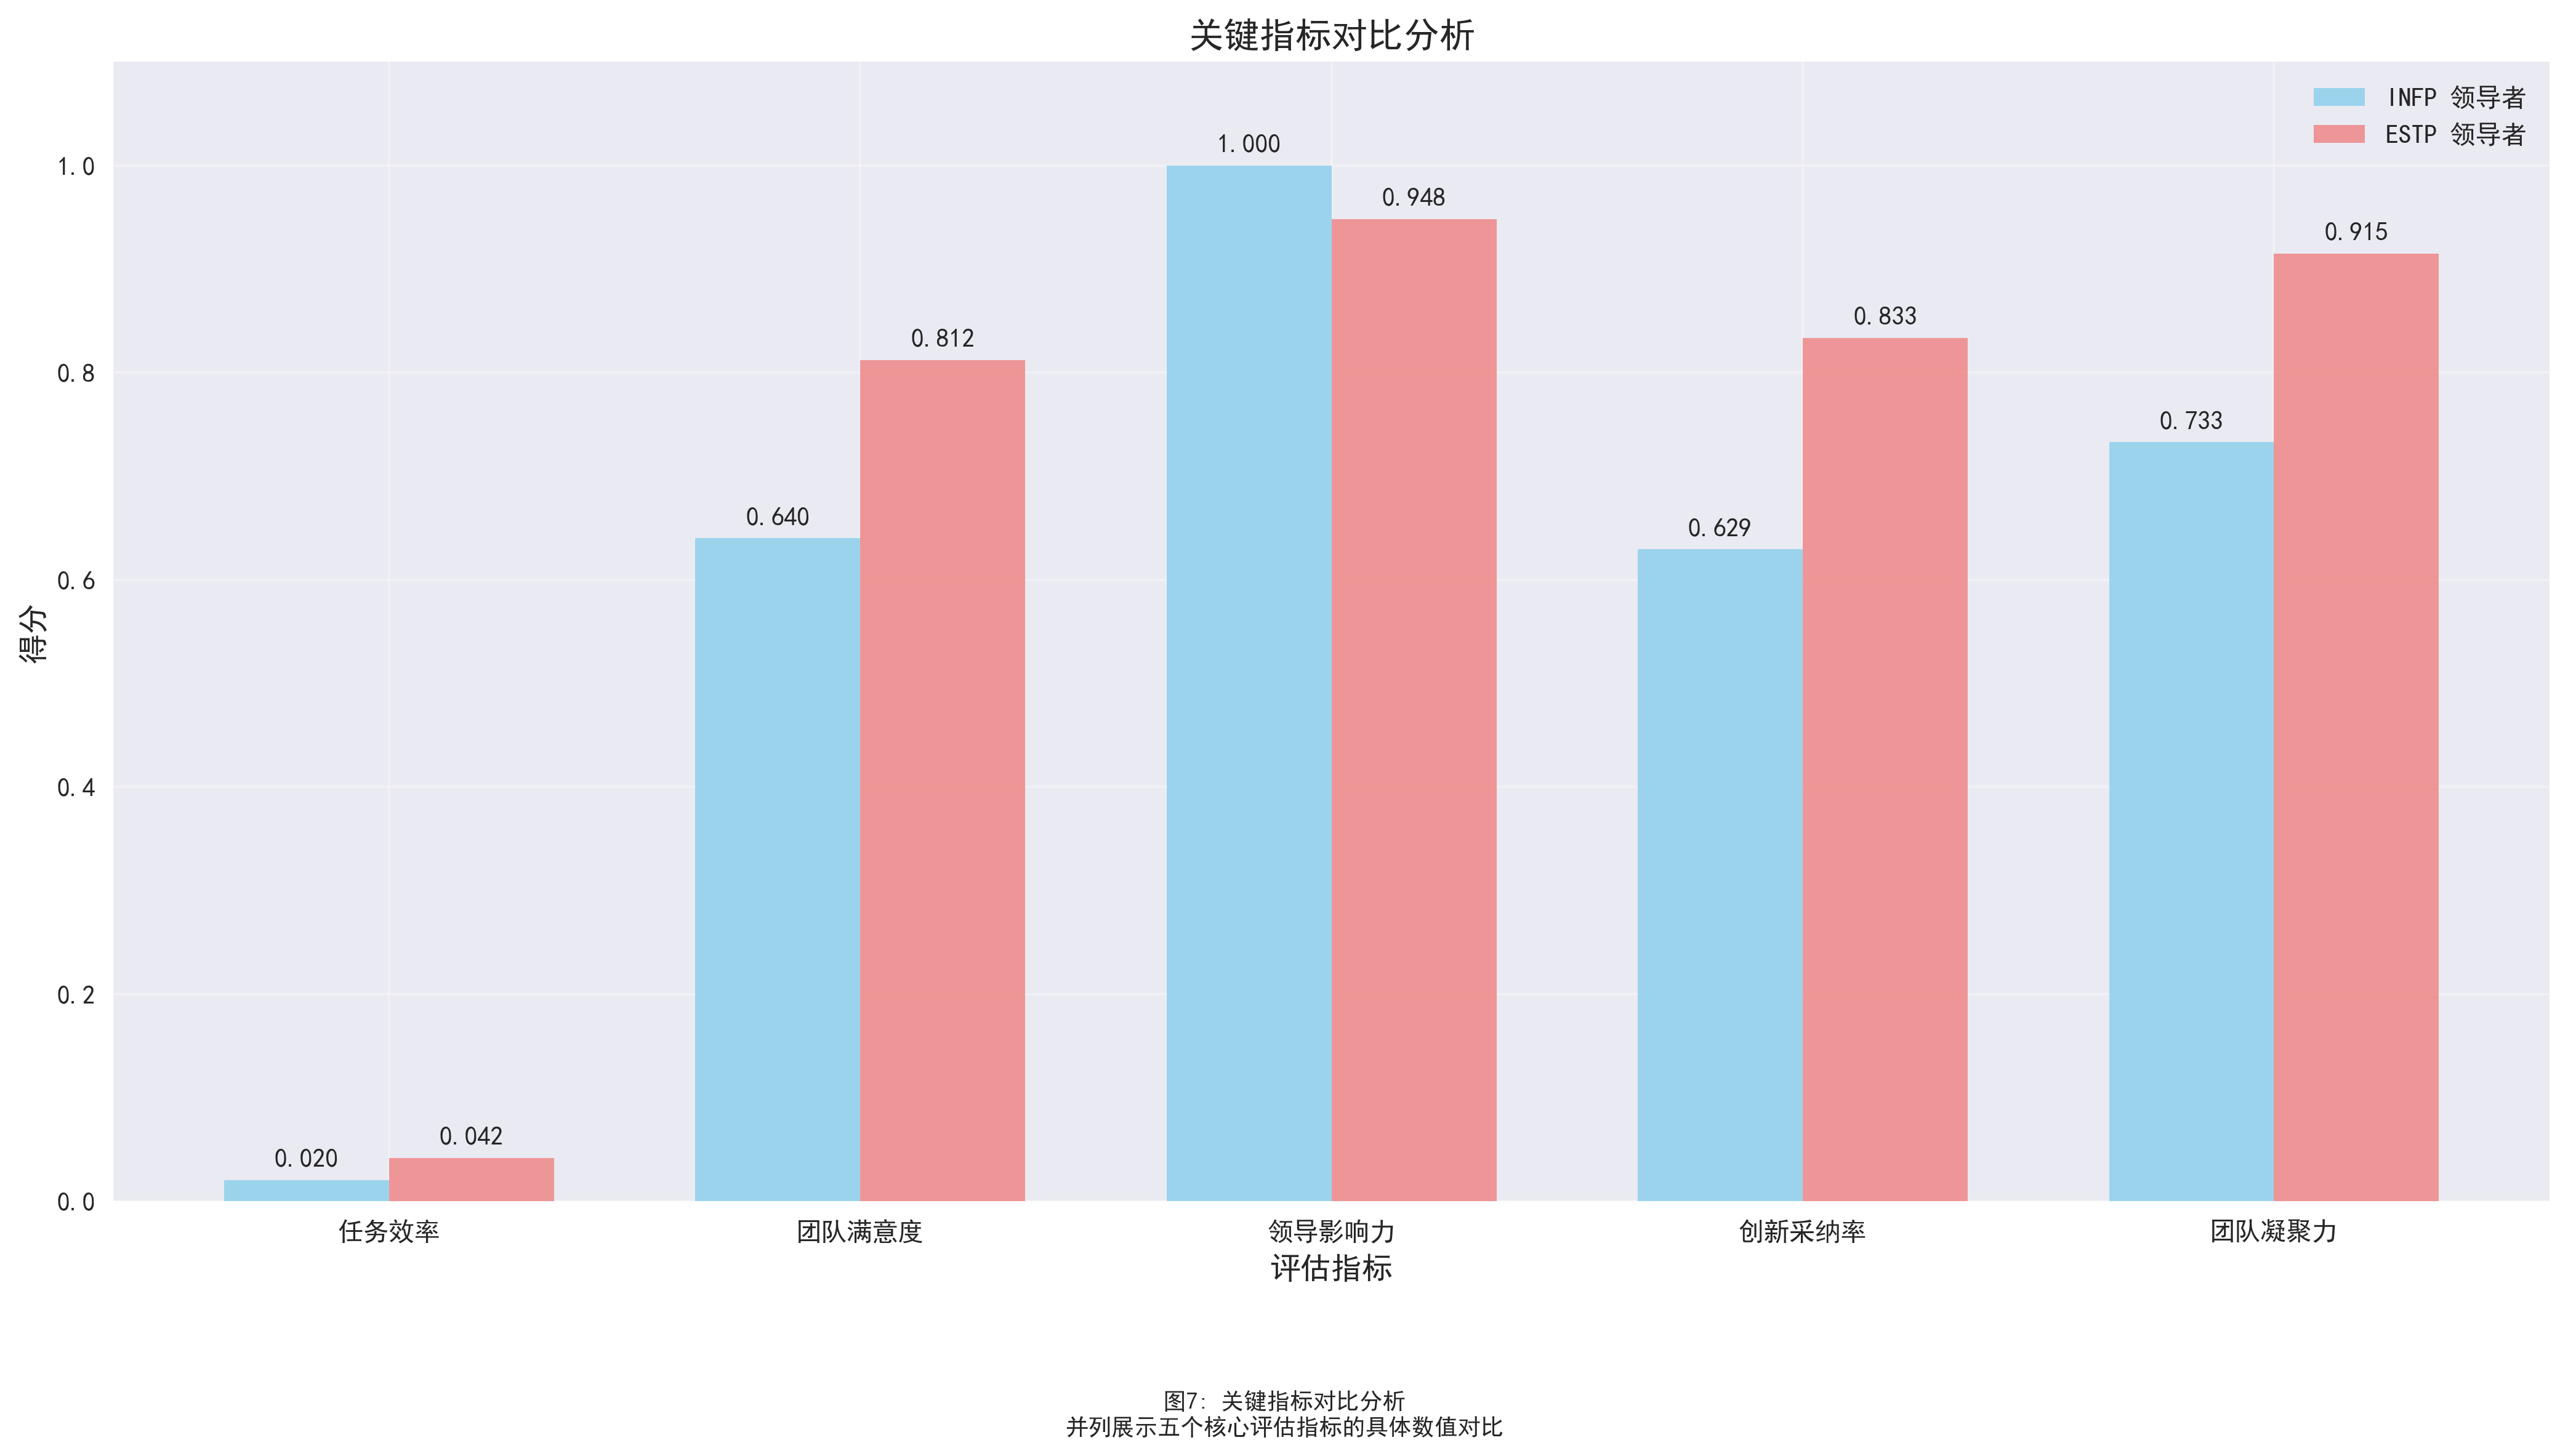 关键指标对比分析
INFP 领导者
ESTP 领导者
得分
1.0
0.8
0.6
0.4
0.2
0.0
0.020
0.042
0.640
0.812
1.000
0.948
0.629
0.833
0.733
0.915
任务效率
团队满意度
领导影响力
创新采纳率
团队凝聚力
评估指标
图7: 关键指标对比分析
并列展示五个核心评估指标的具体数值对比